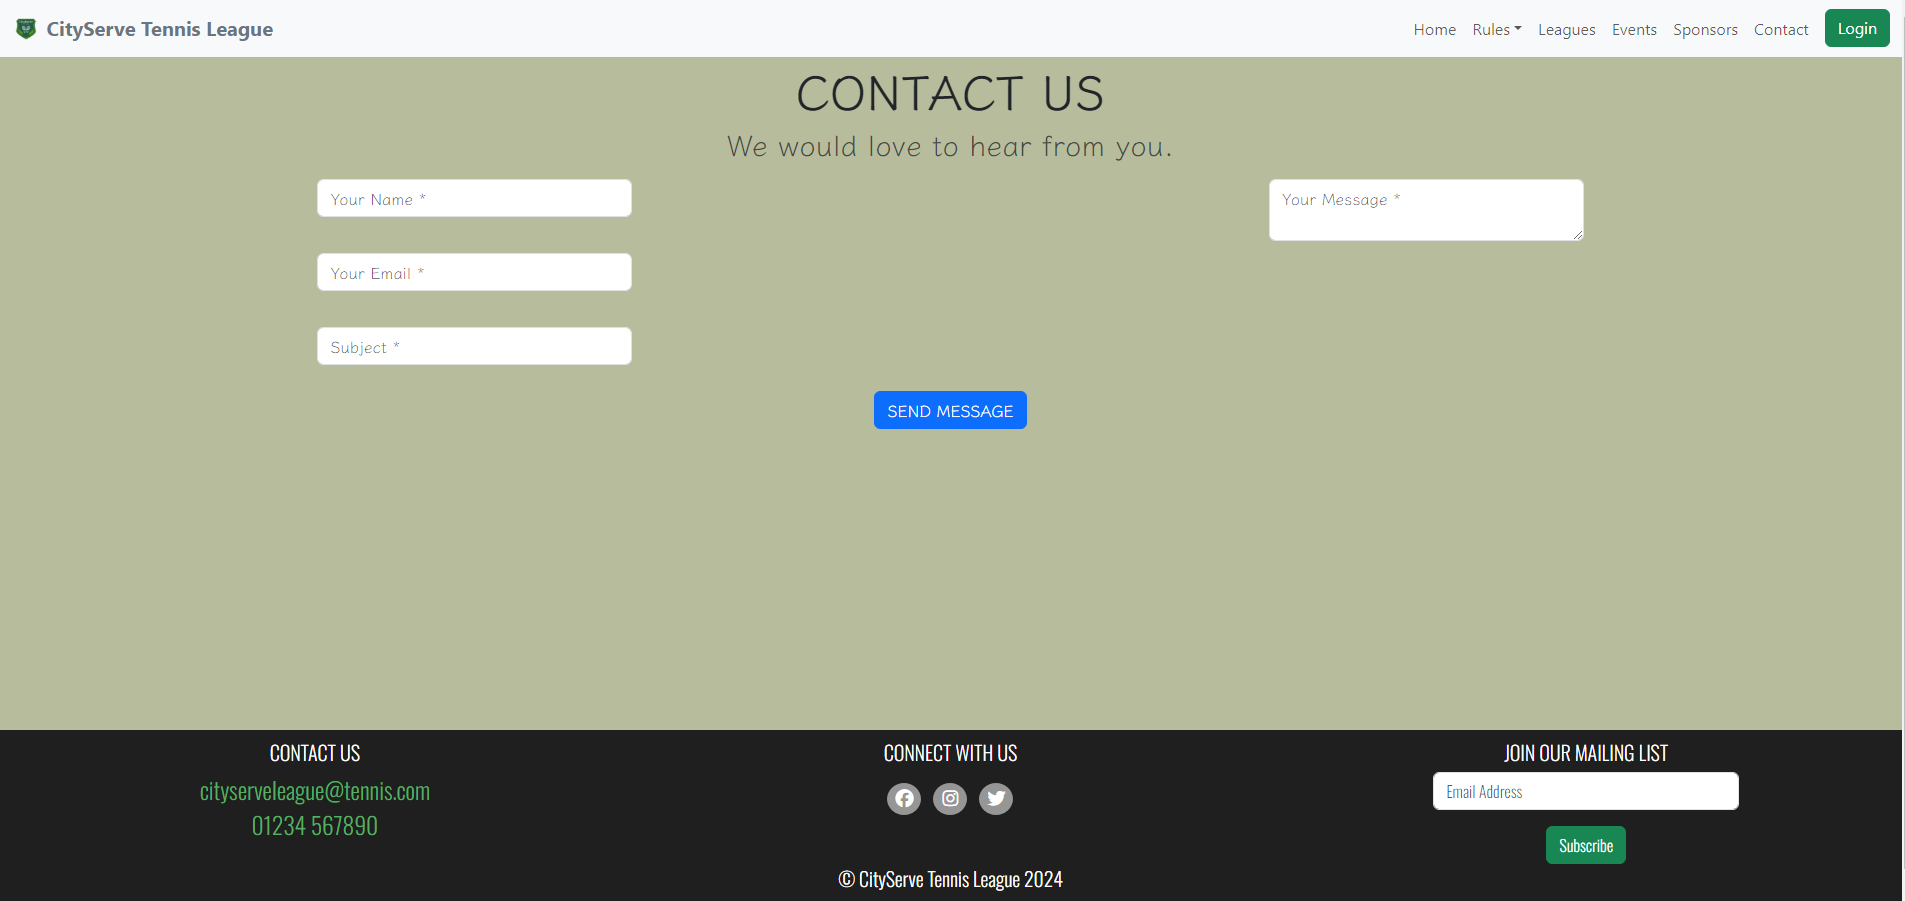 CityServe Tennis League
Home Rules Leagues Events Sponsors Contact Login
CONTACT US
We would love to hear from you.
Your Name *
Your Message *
Your Email *
Subject *
SEND MESSAGE
CONTACT US
cityserveleague@tennis.com
01234 567890
CONNECT WITH US
JOIN OUR MAILING LIST
Email Address
Subscribe
© CityServe Tennis League 2024